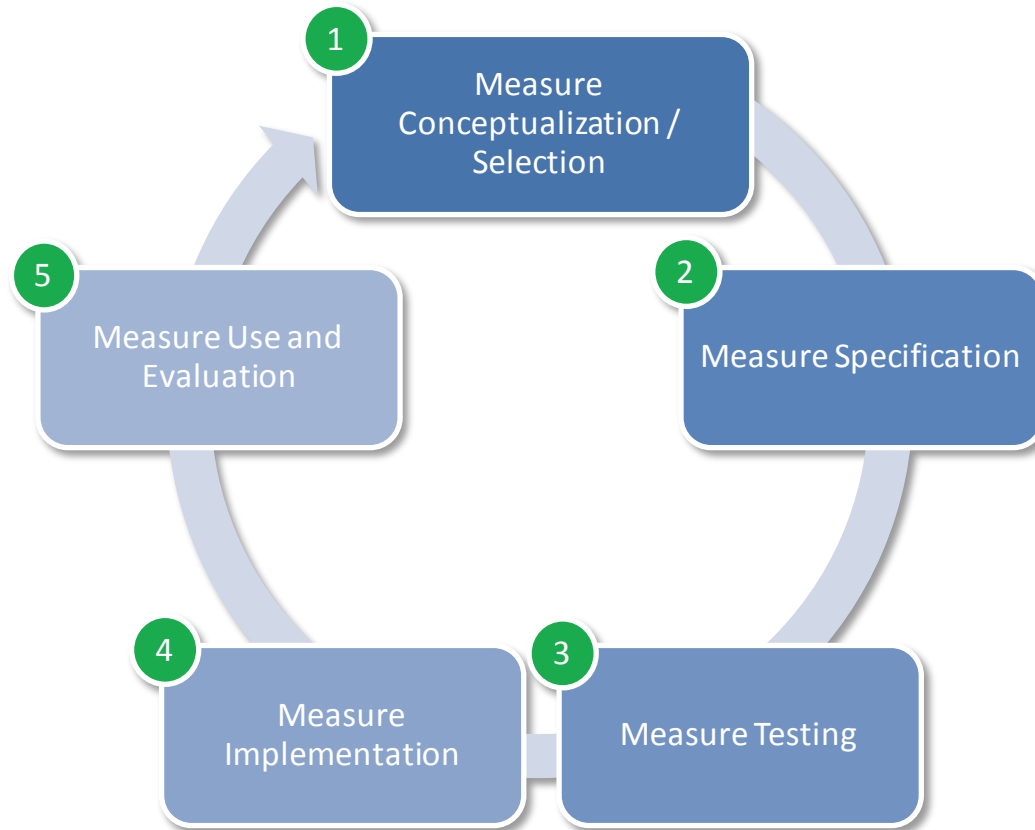 1
Measure
Conceptualization /
Selection
2
Measure Specification
3
Measure Testing
4
Measure
Implementation
5
Measure Use and
Evaluation